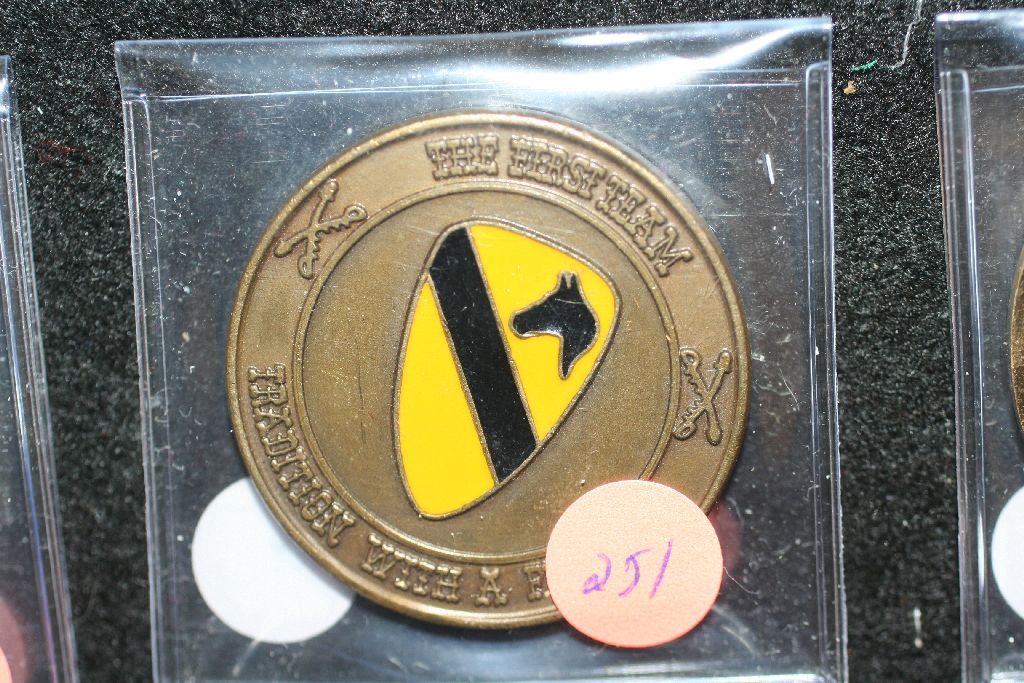 THE FIRST TEAM
TRADITION WITH A
251